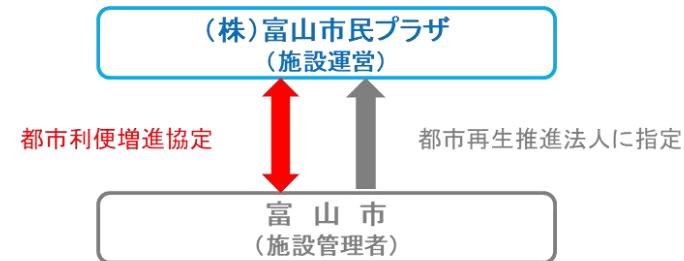 （株）富山市民プラザ
（施設運営）
都市利便増進協定
都市再生推進法人に指定
富　山　市
（施設管理者）